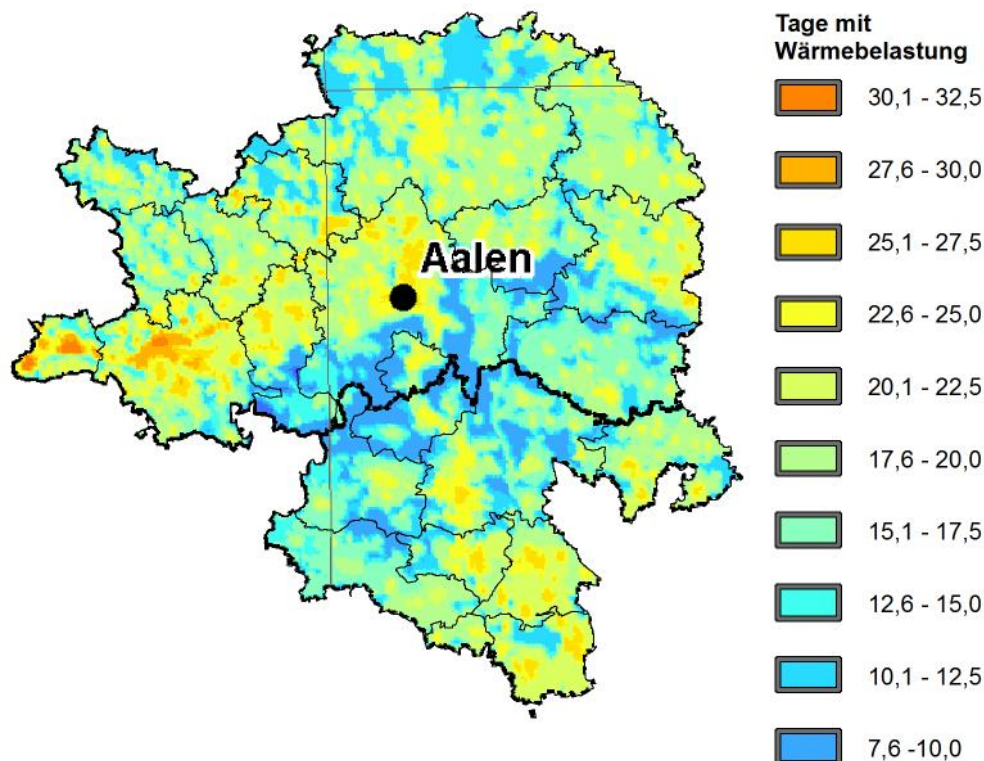 Tage mit
Wärmebelastung
30,1 - 32,5
27,6 - 30,0
25,1 - 27,5
22,6 - 25,0
20,1 - 22,5
17,6 - 20,0
15,1 - 17,5
12,6 - 15,0
10,1 - 12,5
7,6 -10,0
Aalen